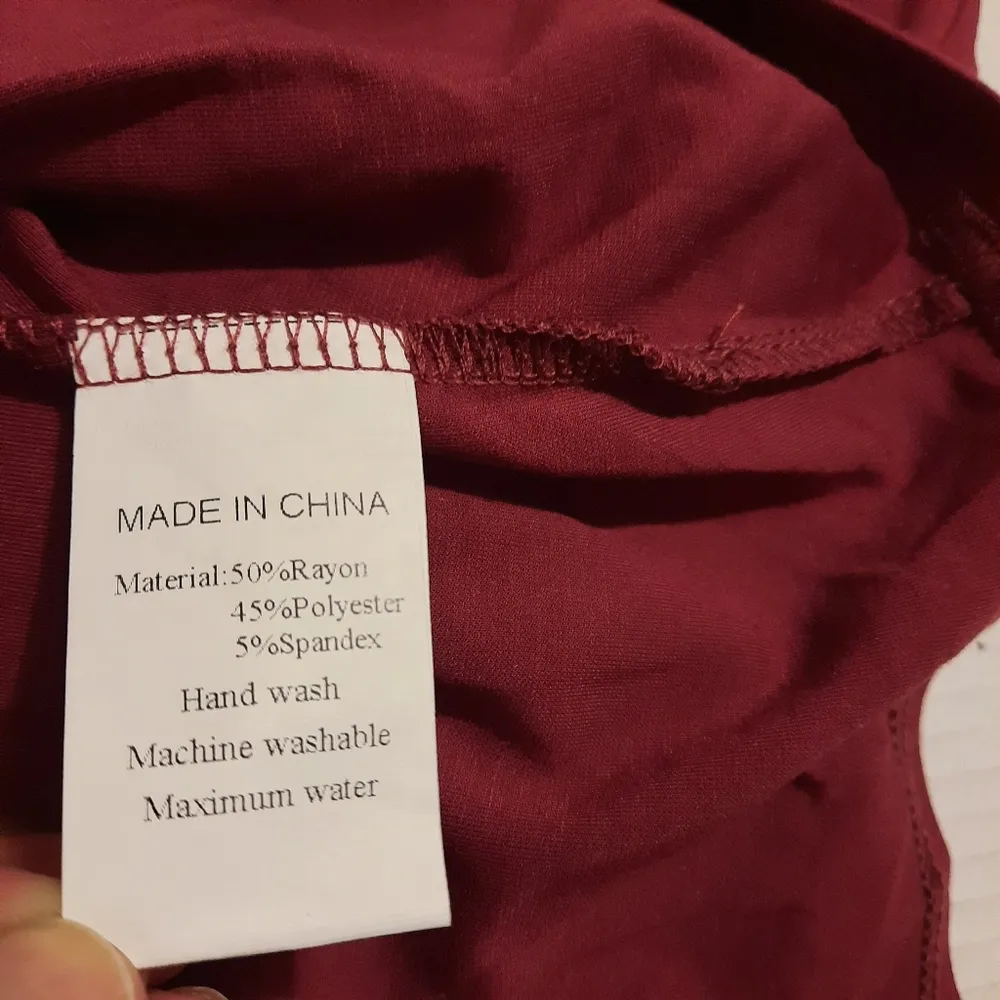 MADE IN CHINA
Material:50%Rayon
45%Polyester
5%Spandex
Hand wash
Machine washable
Maximum water